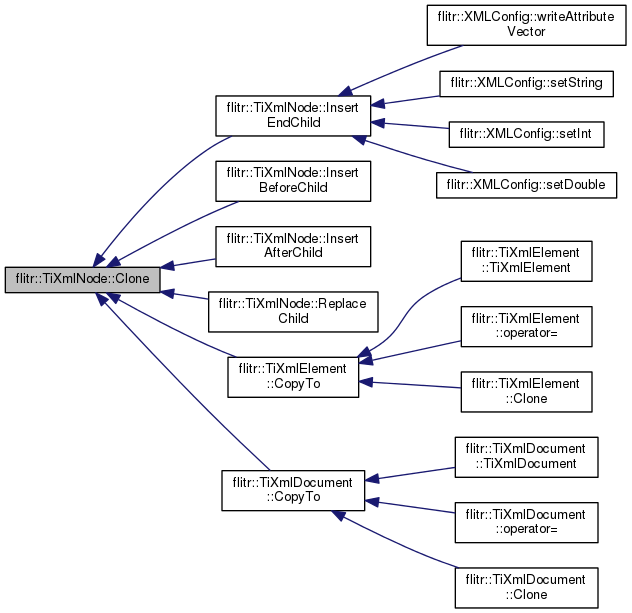 flitr::TiXmlNode::Clone
flitr::TiXmlNode::Insert
EndChild
flitr::XMLConfig::writeAttribute
Vector
flitr::XMLConfig::setString
flitr::XMLConfig::setInt
flitr::XMLConfig::setDouble
flitr::TiXmlNode::Insert
BeforeChild
flitr::TiXmlNode::Insert
AfterChild
flitr::TiXmlNode::Replace
Child
flitr::TiXmlElement
::CopyTo
flitr::TiXmlElement
::TiXmlElement
flitr::TiXmlElement
::operator=
flitr::TiXmlElement
::Clone
flitr::TiXmlDocument
::CopyTo
flitr::TiXmlDocument
::TiXmlDocument
flitr::TiXmlDocument
::operator=
flitr::TiXmlDocument
::Clone